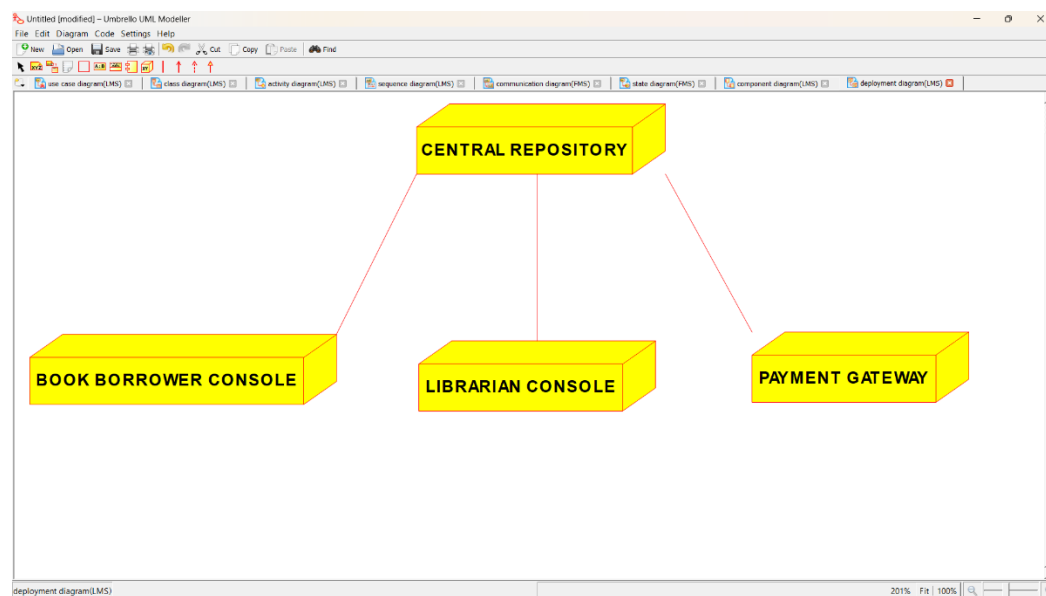 Untitled [modified] – Umbrello UML Modeller
File Edit Diagram Code Settings Help
New Open Save Cut Copy Paste Find
use case diagram(LMS) class diagram(LMS) activity diagram(LMS) sequence diagram(LMS) communication diagram(FMS) state diagram(FMS) component diagram(LMS) deployment diagram(LMS)
CENTRAL REPOSITORY
BOOK BORROWER CONSOLE
LIBRARIAN CONSOLE
PAYMENT GATEWAY
deployment diagram(LMS)
201% Fit 100%